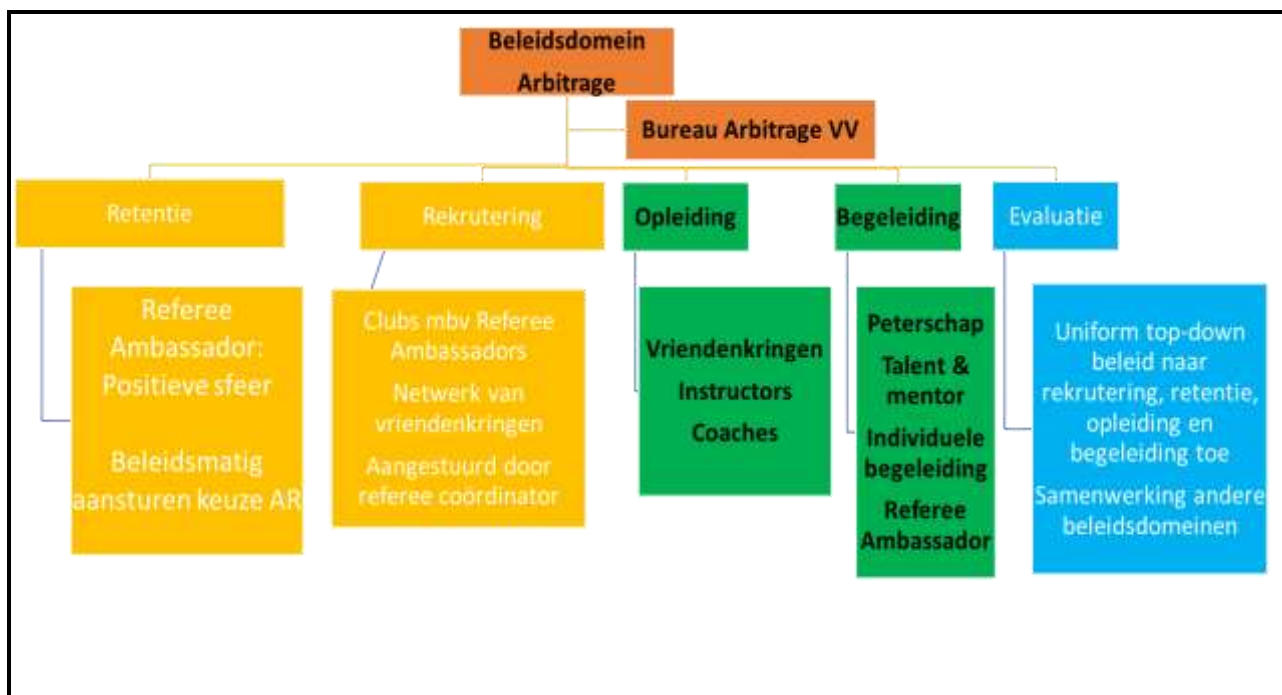 Beleidsdomein
Arbitrage
Bureau Arbitrage VV
Retentie
Rekrutering
Opleiding
Begeleiding
Evaluatie
Referee
Ambassador:
Positieve sfeer
Beleidsmatig
aansturen keuze AR
Clubs mbv Referee
Ambassadors
Netwerk van
vriendenkringen
Aangestuurd door
referee coördinator
Vriendenkringen
Instructors
Coaches
Peterschap
Talent &
mentor
Individuele
begeleiding
Referee
Ambassador
Uniform top-down
beleid naar
rekrutering, retentie,
opleiding en
begeleiding toe
Samenwerking andere
beleidsdomeinen